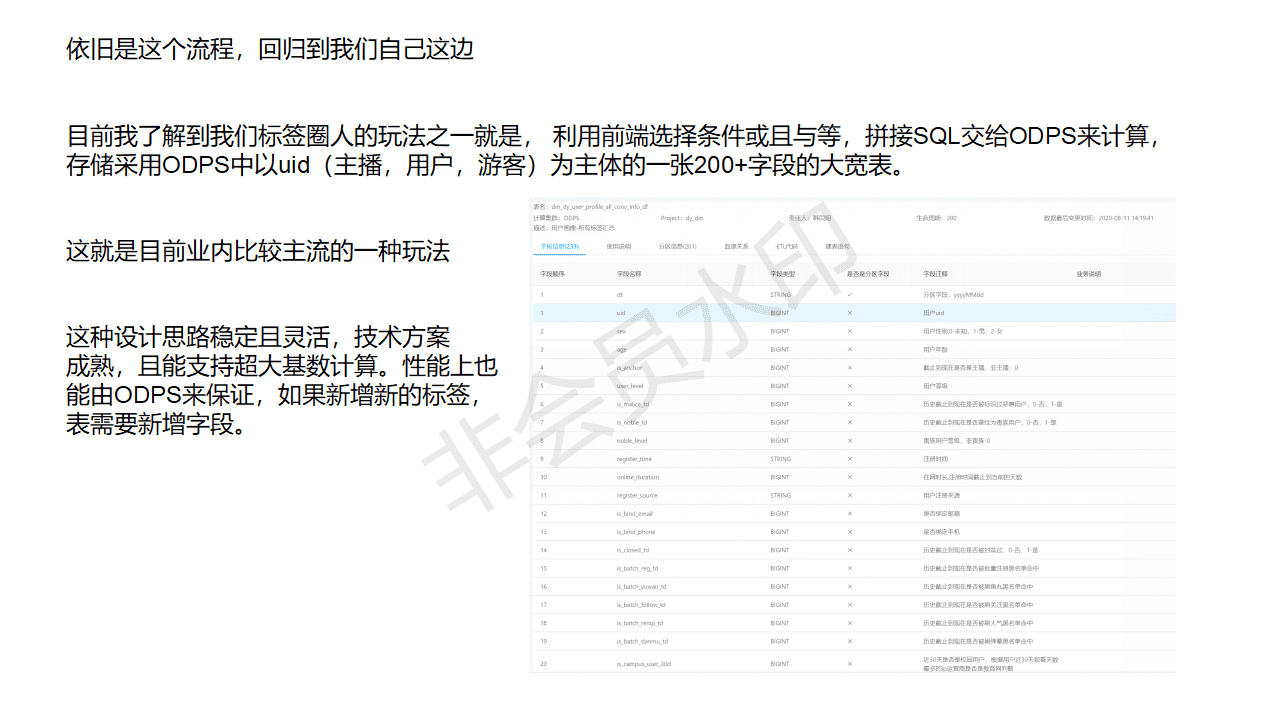 依旧是这个流程，回归到我们自己这边
目前我了解到我们标签圈人的玩法之一就是， 利用前端选择条件或且与等，拼接SQL交给ODPS来计算，
存储采用ODPS中以uid（主播，用户，游客）为主体的一张200+字段的大宽表。
这就是目前业内比较主流的一种玩法
这种设计思路稳定且灵活，技术方案
成熟，且能支持超大基数计算。性能上也
能由ODPS来保证，如果新增新的标签，
表需要新增字段。
表名：dm_dy_user_profile_all_conv_info_df
计算集群：ODPS Project：dy_dm 责任人： 生命周期：200 数据最后变更时间：2020-08-11 14:19:41
描述：用户画像-所有标签汇总
字段信息(233) 使用说明 分区信息(201) 血缘关系 ETL代码 建表语句
字段顺序 字段名称 字段类型 是否是分区字段 字段注释 业务说明
1 dt STRING ✓ 分区字段，yyyyMMdd
1 uid BIGINT × 用户uid
2 sex BIGINT × 用户性别,0-未知，1-男，2-女
3 age BIGINT × 用户年龄
4 is_anchor BIGINT × 截止到现在是否是主播，非主播：0
5 user_level BIGINT × 用户等级
6 is_malice_td BIGINT × 历史截止到现在是否被标识过恶意用户，0-否，1-是
7 is_noble_td BIGINT × 历史截止到现在是否曾经为贵族用户，0-否，1-是
8 noble_level BIGINT × 贵族用户等级，非贵族-0
9 register_time STRING × 注册时间
10 online_duration BIGINT × 在网时长,注册时间截止到当前的天数
11 register_source STRING × 用户注册来源
12 is_bind_email BIGINT × 是否绑定邮箱
13 is_bind_phone BIGINT × 是否绑定手机
14 is_closed_td BIGINT × 历史截止到现在是否被封禁过，0-否，1-是
15 is_batch_reg_td BIGINT × 历史截止到现在是否被批量注册黑名单命中
16 is_batch_yuwan_td BIGINT × 历史截止到现在是否被刷鱼丸黑名单命中
17 is_batch_follow_td BIGINT × 历史截止到现在是否被刷关注黑名单命中
18 is_batch_renqi_td BIGINT × 历史截止到现在是否被刷人气黑名单命中
19 is_batch_danmu_td BIGINT × 历史截止到现在是否被刷弹幕黑名单命中
20 is_campus_user_30d BIGINT × 近30天是否是校园用户，根据用户近30天观看天数
最多的ip运营商是否是教育网判断
非会员水印